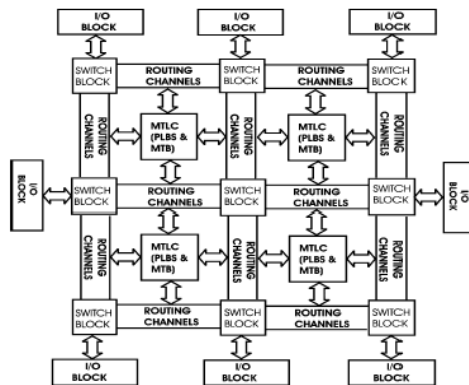 I/O
BLOCK
I/O
BLOCK
I/O
BLOCK
SWITCH
BLOCK
ROUTING
CHANNELS
SWITCH
BLOCK
ROUTING
CHANNELS
SWITCH
BLOCK
ROUTING
CHANNELS
MTLC
(PLBS &
MTB)
ROUTING
CHANNELS
MTLC
(PLBS &
MTB)
ROUTING
CHANNELS
I/O
BLOCK
SWITCH
BLOCK
ROUTING
CHANNELS
SWITCH
BLOCK
ROUTING
CHANNELS
SWITCH
BLOCK
I/O
BLOCK
ROUTING
CHANNELS
MTLC
(PLBS &
MTB)
ROUTING
CHANNELS
MTLC
(PLBS &
MTB)
ROUTING
CHANNELS
SWITCH
BLOCK
ROUTING
CHANNELS
SWITCH
BLOCK
ROUTING
CHANNELS
SWITCH
BLOCK
I/O
BLOCK
I/O
BLOCK
I/O
BLOCK